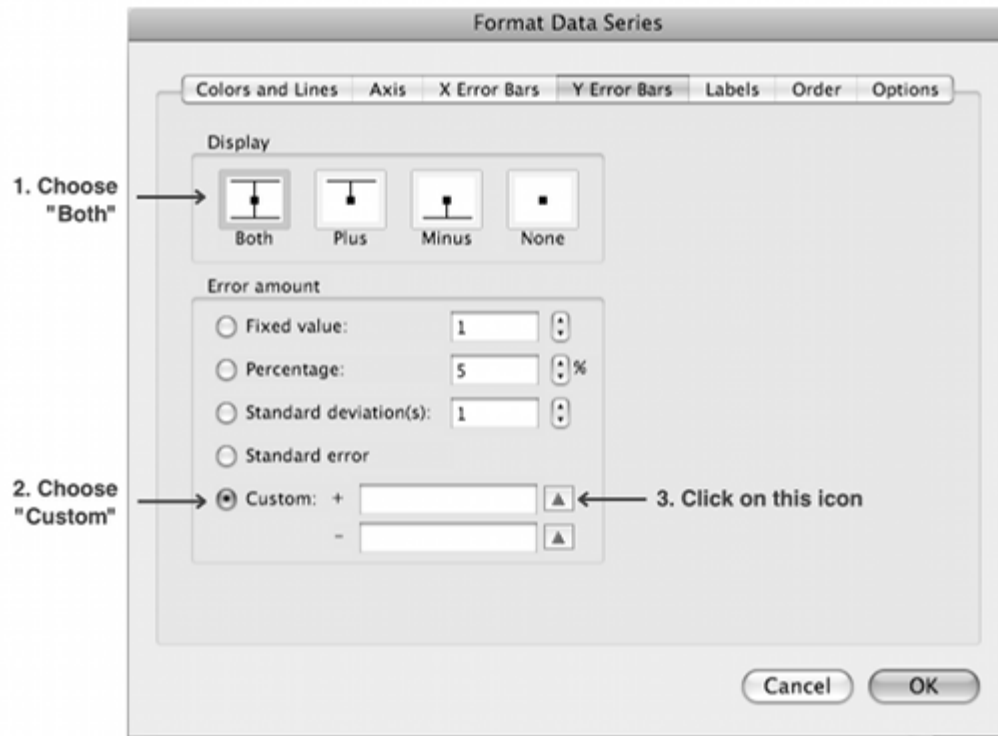 Format Data Series
Colors and Lines Axis X Error Bars Y Error Bars Labels Order Options
Display
1. Choose
"Both"
Both Plus Minus None
Error amount
Fixed value: 1
Percentage: 5 %
Standard deviation(s): 1
Standard error
2. Choose
"Custom"
Custom: +
3. Click on this icon
−
Cancel OK